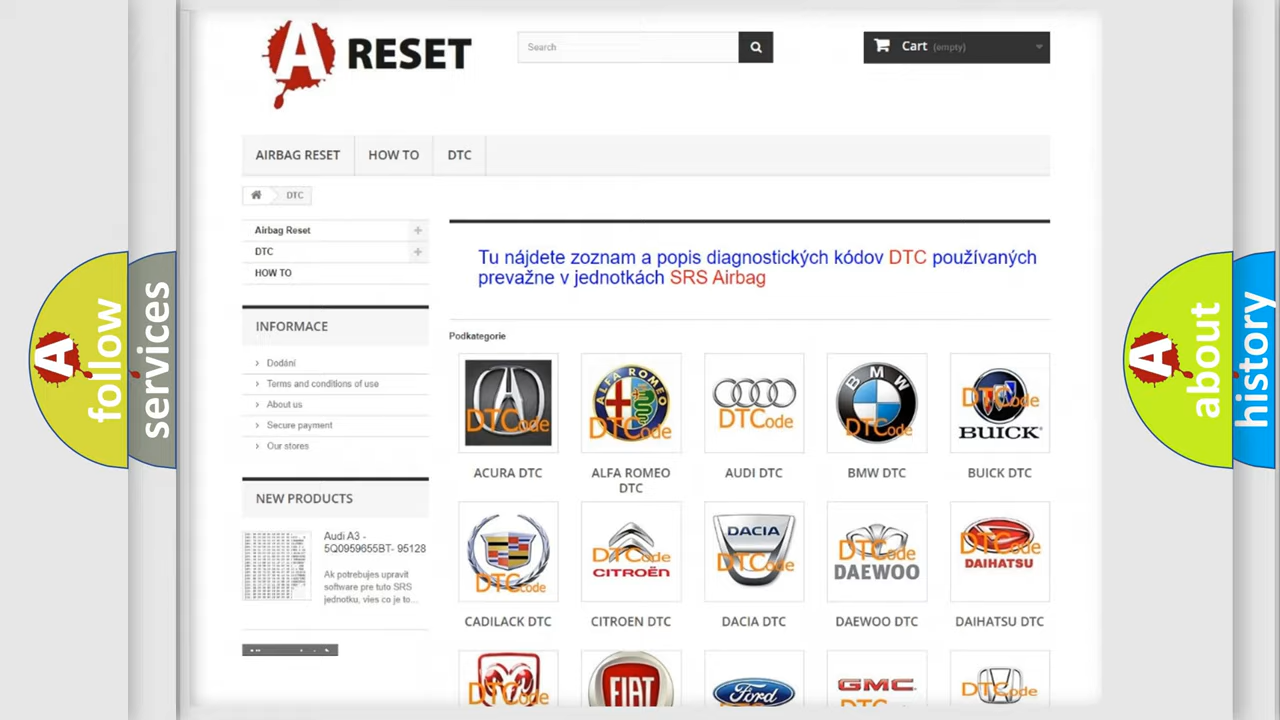 A RESET
Search
Cart (empty)
AIRBAG RESET
HOW TO
DTC
DTC
Airbag Reset
DTC
HOW TO
INFORMACE
Dodání
Terms and conditions of use
About us
Secure payment
Our stores
NEW PRODUCTS
Audi A3 -
5Q0959655BT- 95128
Ak potrebujes upravit
software pre tuto SRS
jednotku, vies co je to...
Tu nájdete zoznam a popis diagnostických kódov DTC používaných
prevažne v jednotkách SRS Airbag
Podkategorie
DTCode
ALFA ROMEO
DTCode
DTCode
BMW
DTCode
DTCode
BUICK
ACURA DTC
ALFA ROMEO
DTC
AUDI DTC
BMW DTC
BUICK DTC
DTCode
DTCode
CITROËN
DACIA
DTCode
DTCode
DAEWOO
DTCode
DAIHATSU
CADILACK DTC
CITROEN DTC
DACIA DTC
DAEWOO DTC
DAIHATSU DTC
DTCode
FIAT
Ford
GMC
DTCode
A follow
services
A about
history